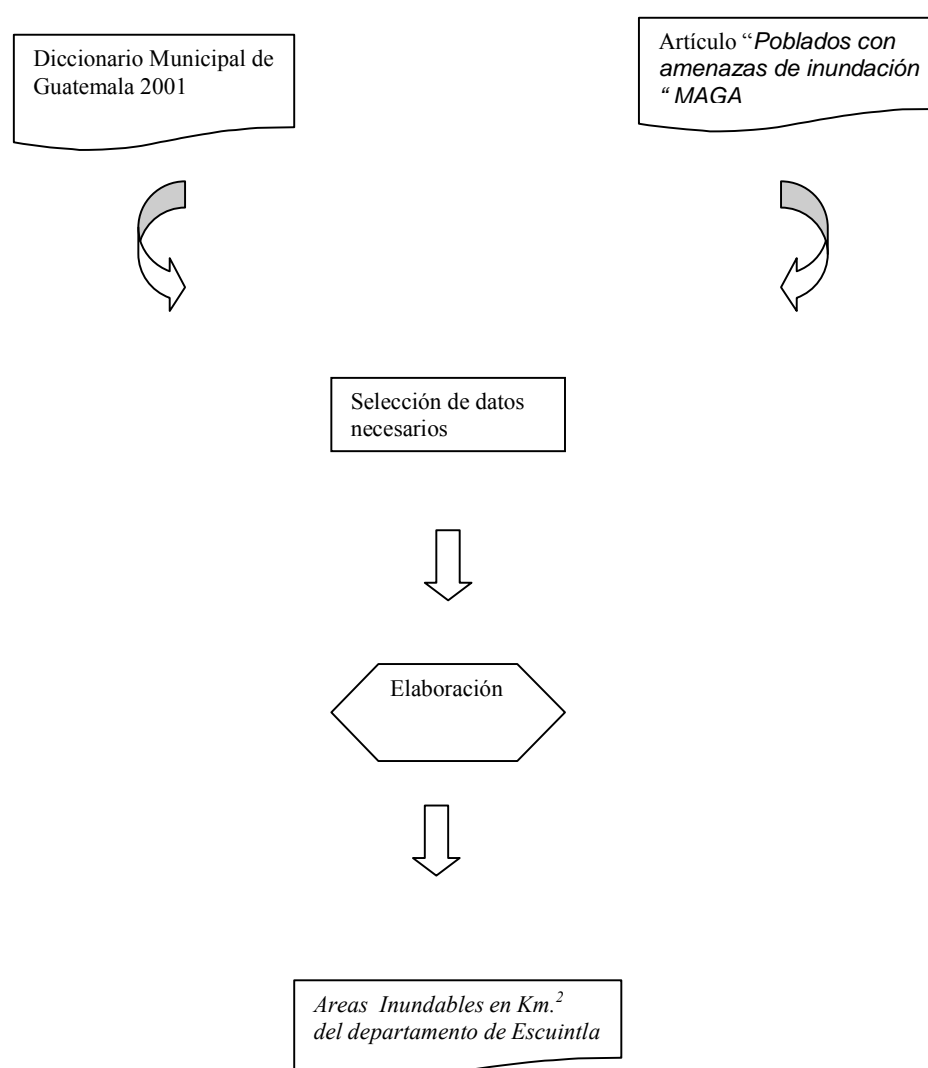 Diccionario Municipal de
Guatemala 2001
Artículo “Poblados con
amenazas de inundación
“ MAGA
Selección de datos
necesarios
Elaboración
Areas Inundables en Km.²
del departamento de Escuintla